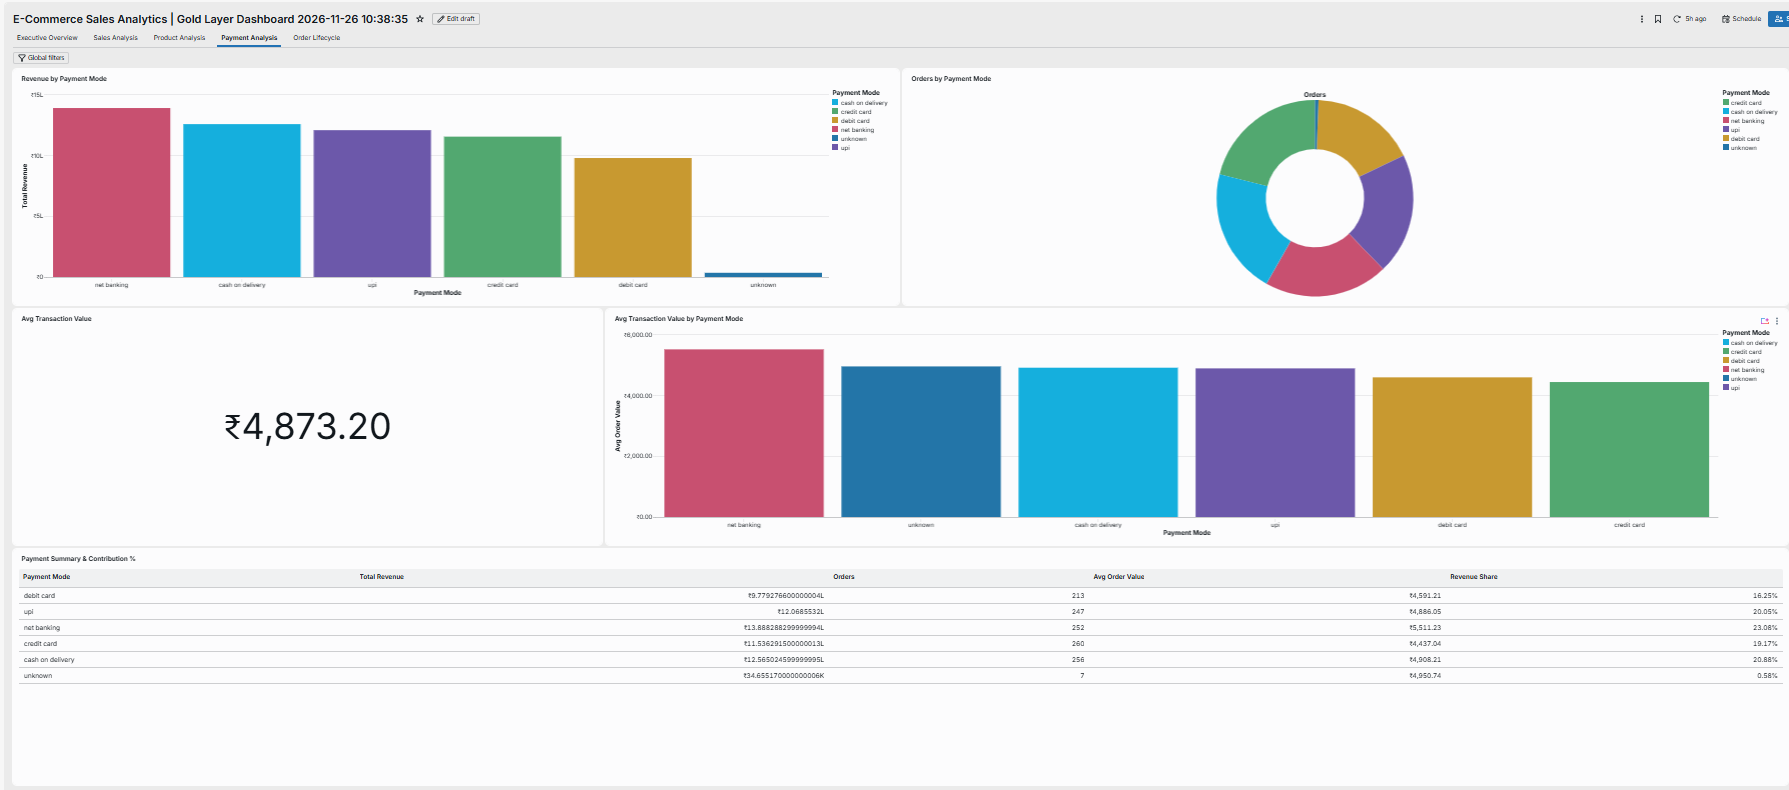 E-Commerce Sales Analytics | Gold Layer Dashboard 2026-11-26 10:38:35 ☆ Edit draft
5h ago Schedule
Executive Overview Sales Analysis Product Analysis Payment Analysis Order Lifecycle
Global filters
Revenue by Payment Mode
Total Revenue
₹15L
₹10L
₹5L
₹0
net banking cash on delivery upi credit card debit card unknown
Payment Mode
Payment Mode
cash on delivery
credit card
debit card
net banking
unknown
upi
Orders by Payment Mode
Orders
Payment Mode
credit card
cash on delivery
net banking
upi
debit card
unknown
Avg Transaction Value
₹4,873.20
Avg Transaction Value by Payment Mode
Avg Order Value
₹6,000.00
₹4,000.00
₹2,000.00
₹0.00
net banking unknown cash on delivery upi debit card credit card
Payment Mode
Payment Mode
cash on delivery
credit card
debit card
net banking
unknown
upi
Payment Summary & Contribution %
Payment Mode Total Revenue Orders Avg Order Value Revenue Share
debit card ₹9.779276600000004L 213 ₹4,591.21 16.25%
upi ₹12.0685532L 247 ₹4,886.05 20.05%
net banking ₹13.888288299999994L 252 ₹5,511.23 23.08%
credit card ₹11.536291500000013L 260 ₹4,437.04 19.17%
cash on delivery ₹12.565024599999995L 256 ₹4,908.21 20.88%
unknown ₹34.655170000000006K 7 ₹4,950.74 0.58%